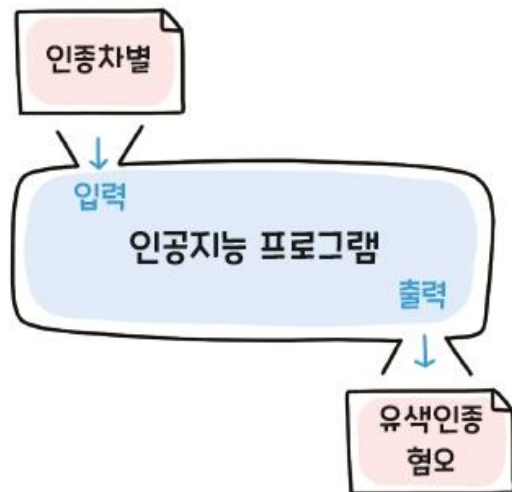 인종차별
입력
인공지능 프로그램
출력
유색인종
혐오